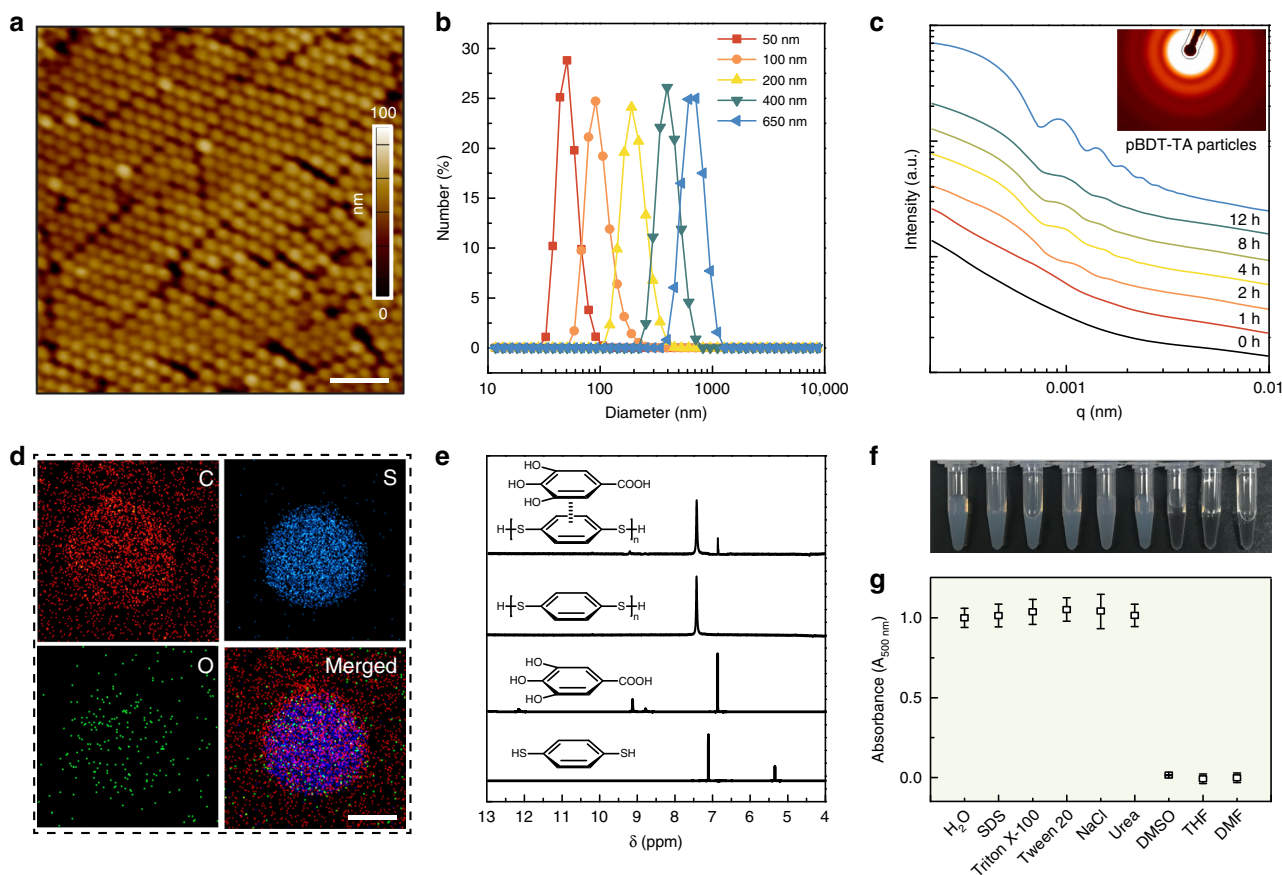 a
100
nm
0
b
Number (%)
30
25
20
15
10
5
0
50 nm
100 nm
200 nm
400 nm
650 nm
10
100
1000
10,000
Diameter (nm)
c
Intensity (a.u.)
pBDT-TA particles
12 h
8 h
4 h
2 h
1 h
0 h
0.001
0.01
q (nm)
d
C
S
O
Merged
e
HO
HO
COOH
HO
H S S H
n
H S S H
n
HO
HO
COOH
HO
HS SH
13 12 11 10 9 8 7 6 5 4
δ (ppm)
f
g
Absorbance (A500 nm)
1.0
0.0
H2O
SDS
Triton X-100
Tween 20
NaCl
Urea
DMSO
THF
DMF